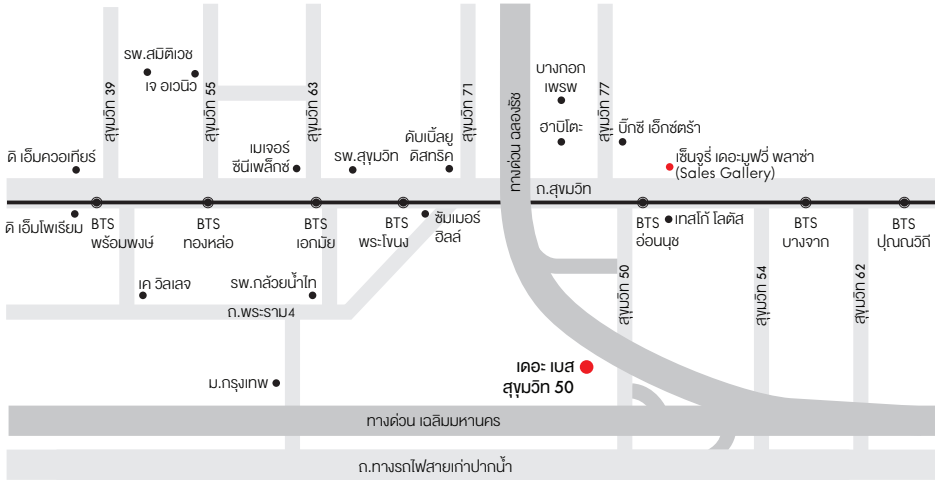 รพ.สมิติเวช
เจ อเวนิว
สุขุมวิท 39
สุขุมวิท 55
สุขุมวิท 63
สุขุมวิท 71
ทางด่วน ฉลองรัช
สุขุมวิท 77
บางกอก
เพรพ
ฮาบิโตะ
บิ๊กซี เอ็กซ์ตร้า
ดิ เอ็มควอเทียร์
เมเจอร์
ซีนีเพล็กซ์
รพ.สุขุมวิท
ดับเบิ้ลยู
ดิสทริค
เซ็นจูรี่ เดอะมูฟวี่ พลาซ่า
(Sales Gallery)
ถ.สุขุมวิท
ดิ เอ็มโพเรียม
BTS
พร้อมพงษ์
BTS
ทองหล่อ
BTS
เอกมัย
BTS
พระโขนง
ซัมเมอร์
ฮิลล์
BTS
อ่อนนุช
เทสโก้ โลตัส
BTS
บางจาก
BTS
ปุณณวิถี
เค วิลเลจ
รพ.กล้วยน้ำไท
ถ.พระราม4
สุขุมวิท 50
สุขุมวิท 54
สุขุมวิท 62
ม.กรุงเทพ
เดอะ เบส
สุขุมวิท 50
ทางด่วน เฉลิมมหานคร
ถ.ทางรถไฟสายเก่าปากน้ำ